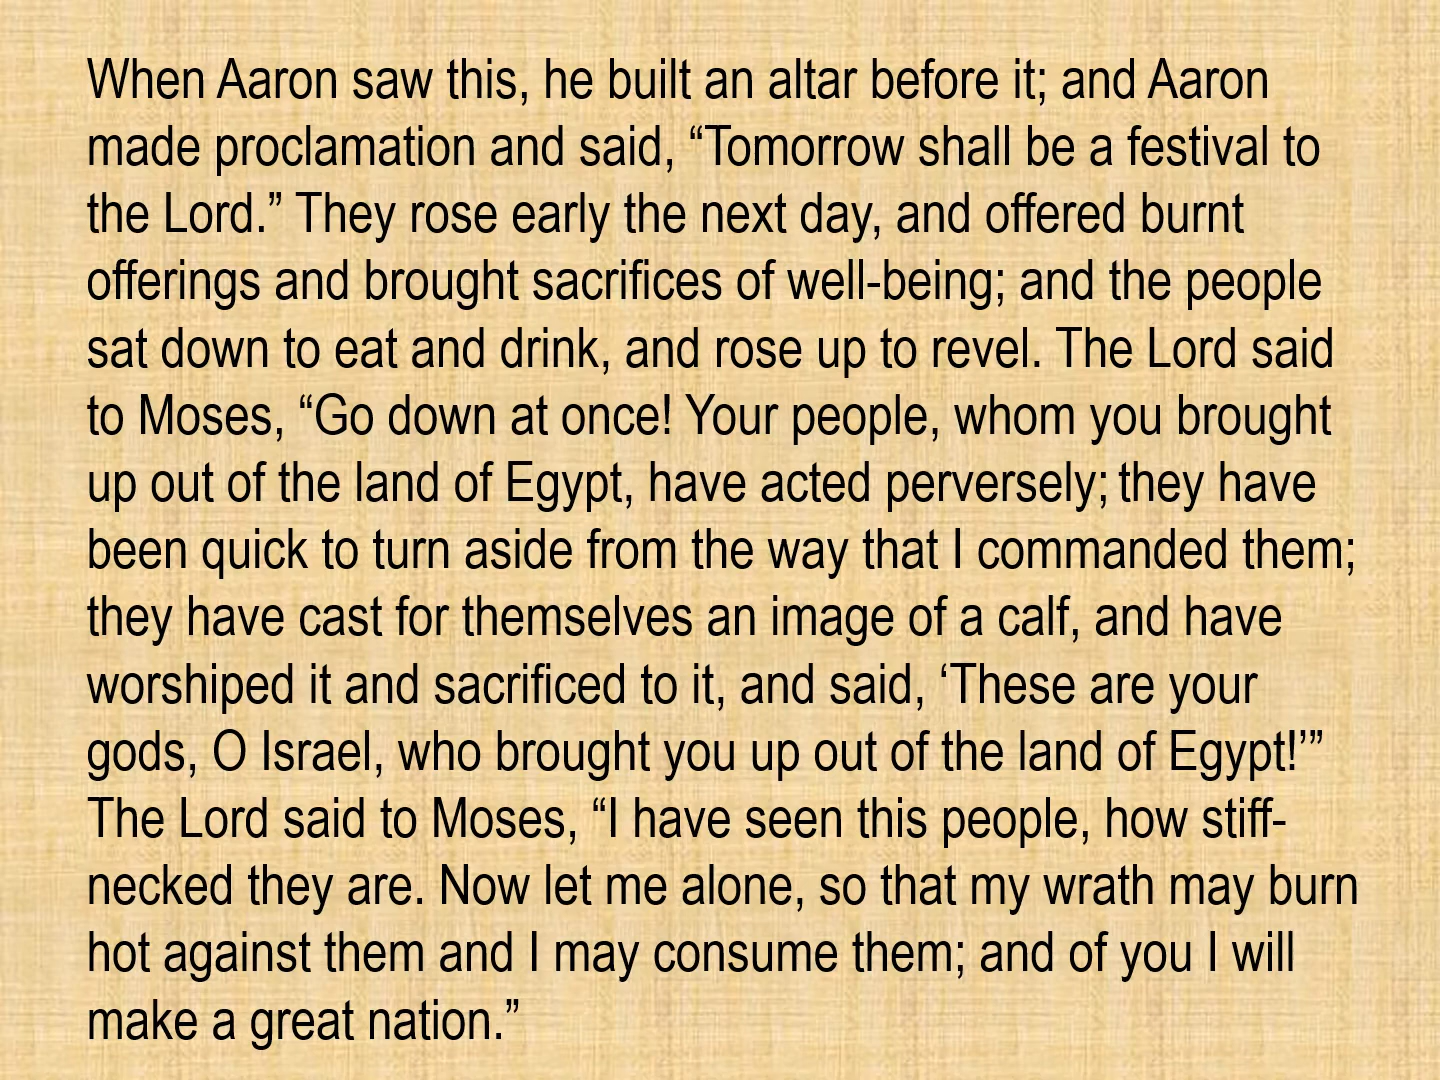 When Aaron saw this, he built an altar before it; and Aaron
made proclamation and said, “Tomorrow shall be a festival to
the Lord.” They rose early the next day, and offered burnt
offerings and brought sacrifices of well-being; and the people
sat down to eat and drink, and rose up to revel. The Lord said
to Moses, “Go down at once! Your people, whom you brought
up out of the land of Egypt, have acted perversely; they have
been quick to turn aside from the way that I commanded them;
they have cast for themselves an image of a calf, and have
worshiped it and sacrificed to it, and said, ‘These are your
gods, O Israel, who brought you up out of the land of Egypt!’”
The Lord said to Moses, “I have seen this people, how stiff-
necked they are. Now let me alone, so that my wrath may burn
hot against them and I may consume them; and of you I will
make a great nation.”